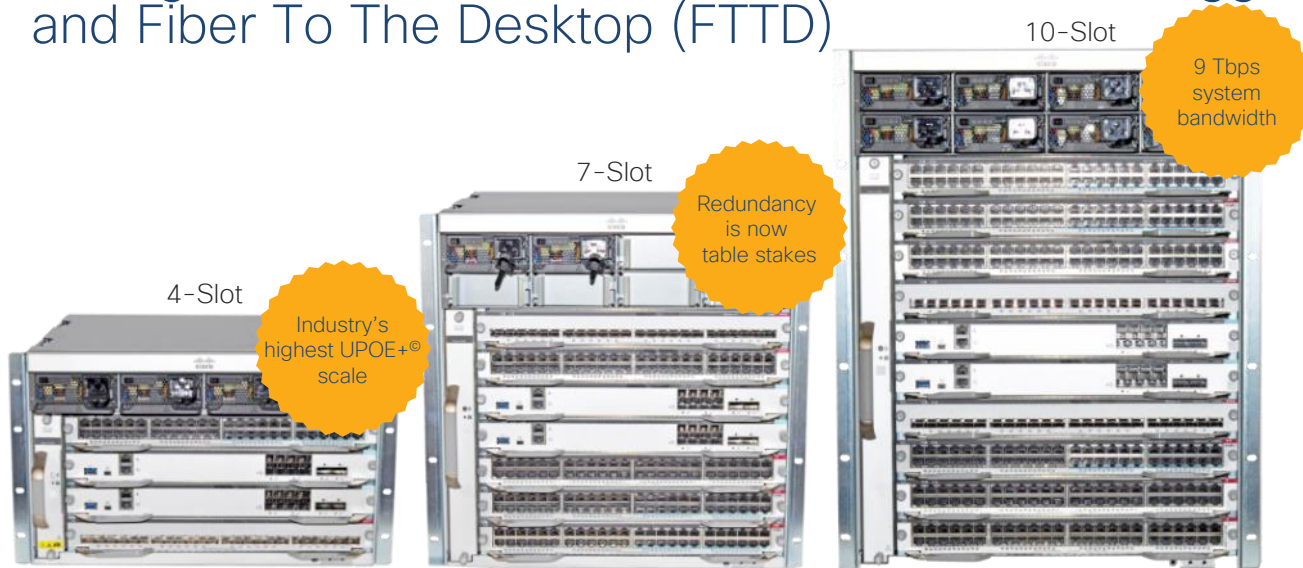 and Fiber To The Desktop (FTTD)
10-Slot
9 Tbps
system
bandwidth
7-Slot
Redundancy
is now
table stakes
4-Slot
Industry's
highest UPOE+©
scale